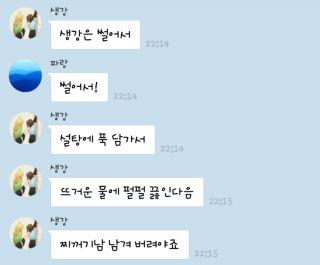 생강
생강은 썰어서
22:14
파랑
썰어서!
22:14
생강
설탕에 푹 담가서
22:14
생강
뜨거운 물에 펄펄 끓인다음
22:15
생강
찌꺼기남 남겨 버려야죠
22:15